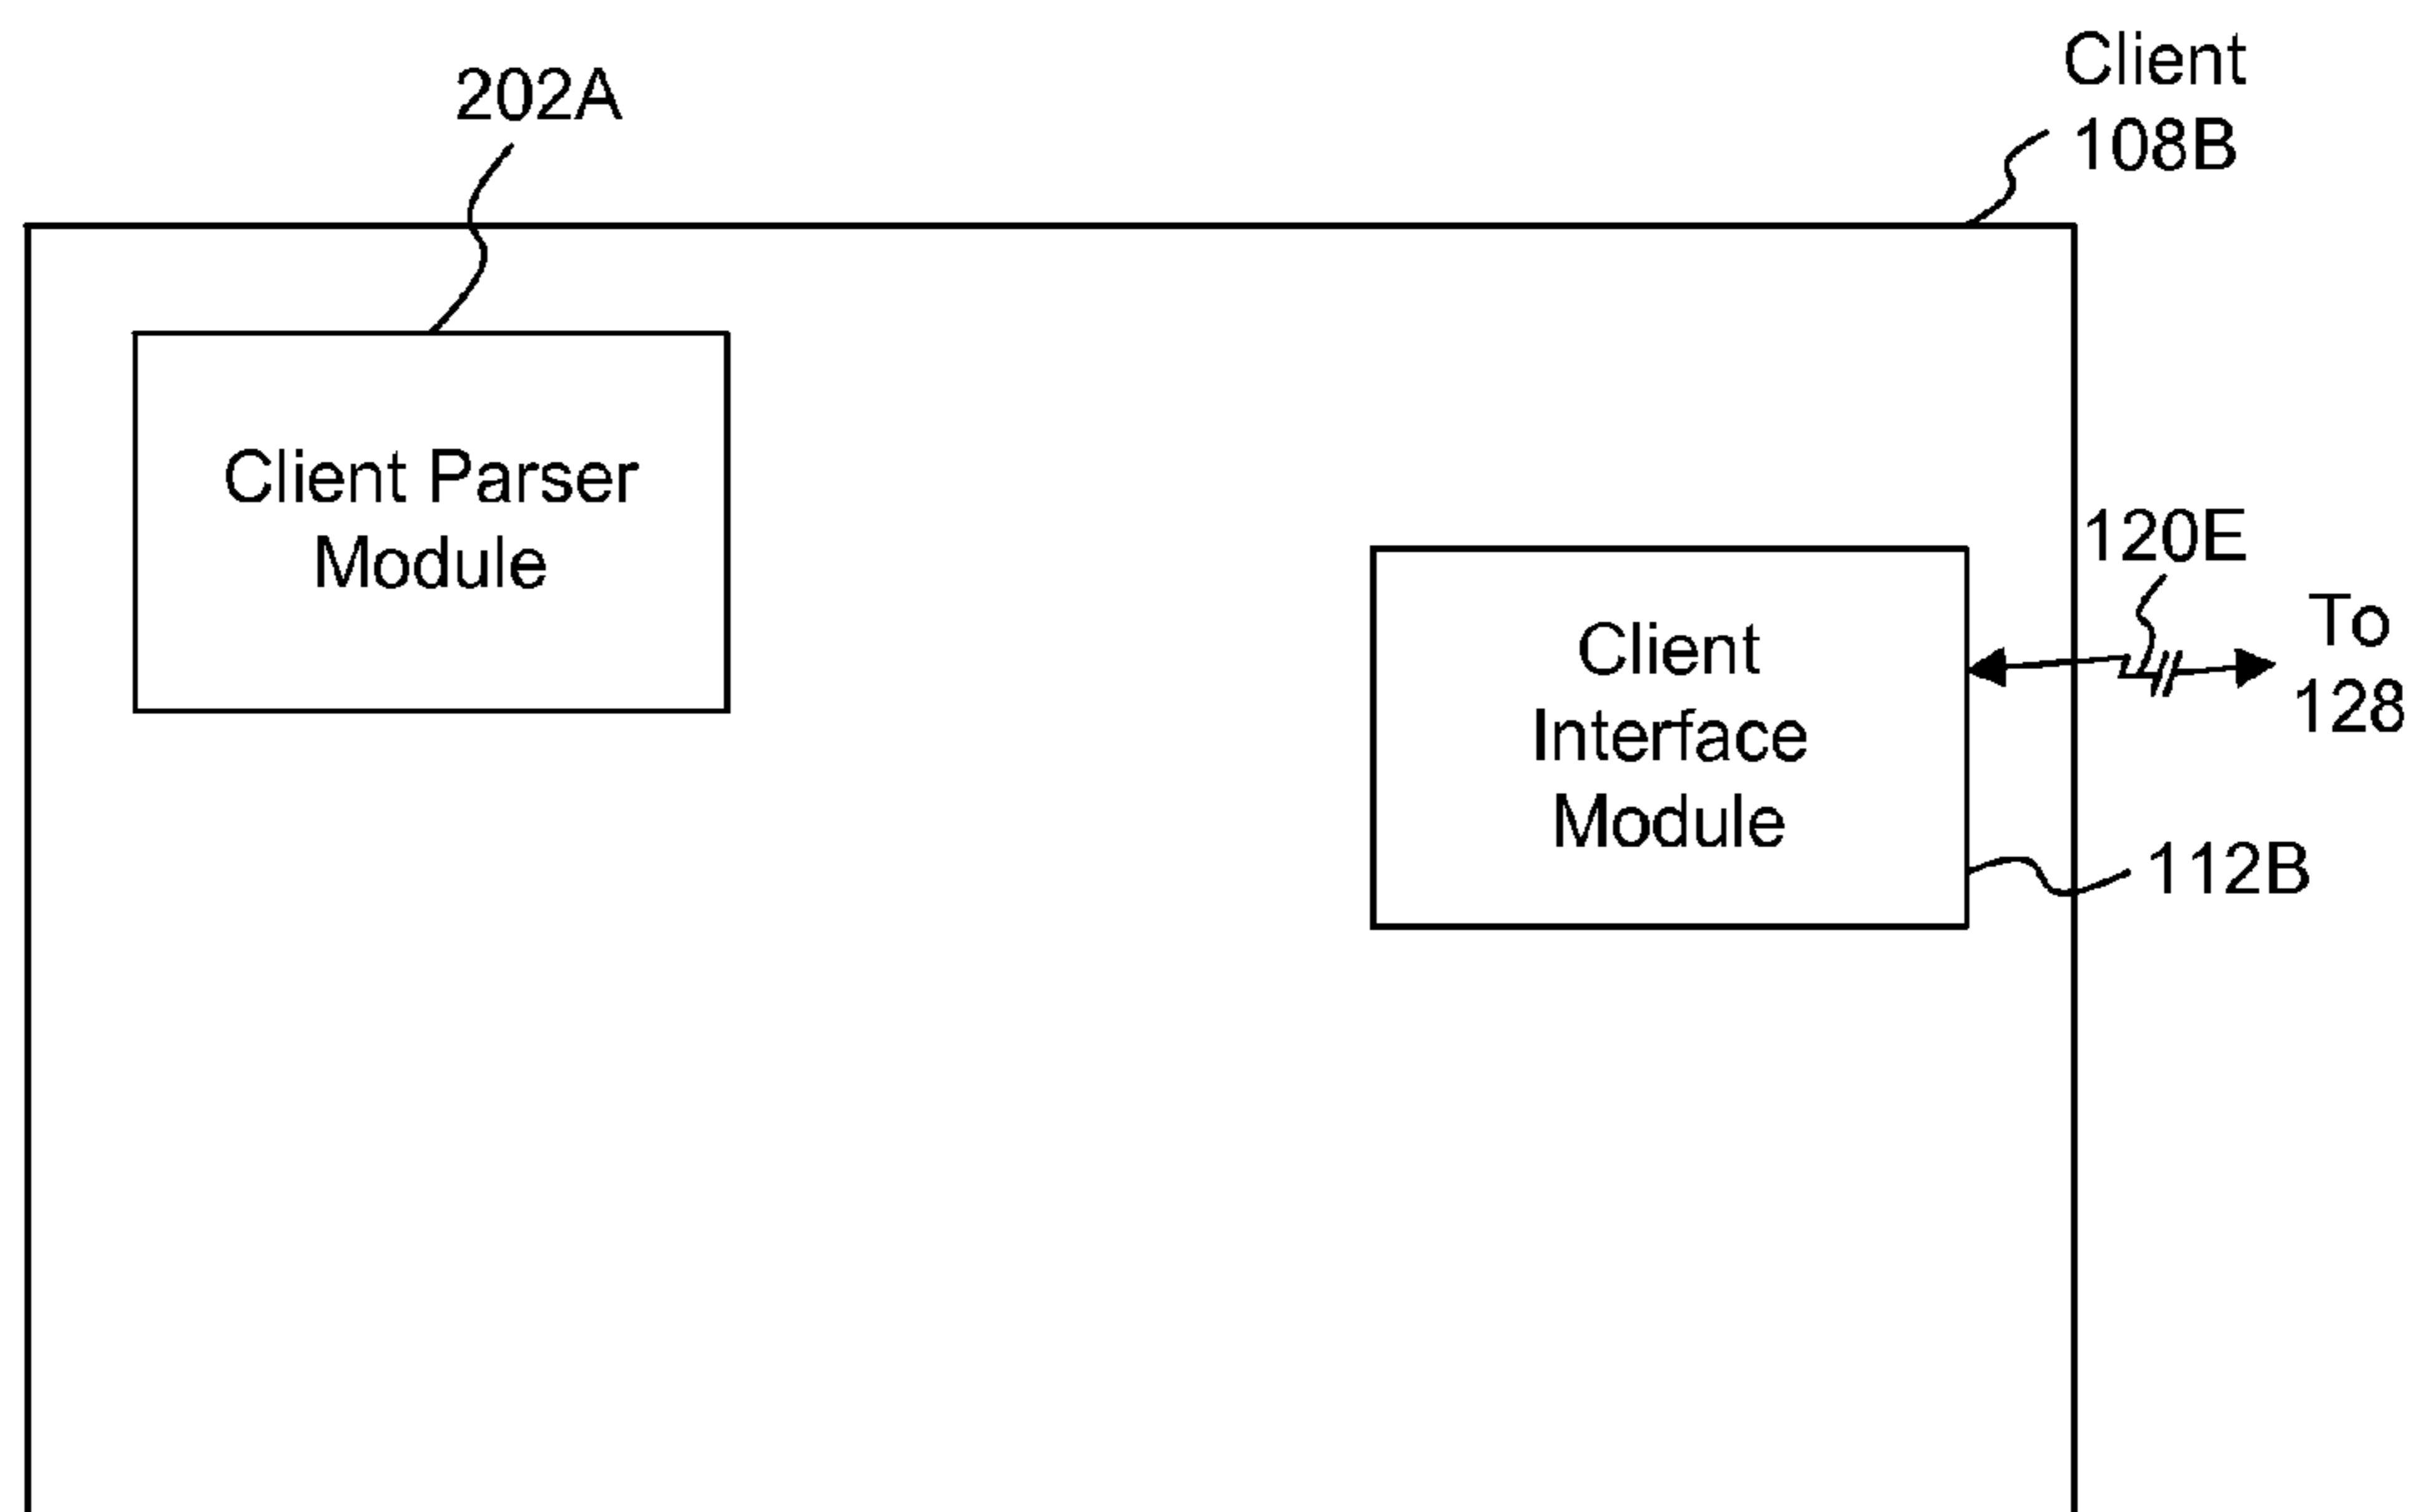 Client
108B
202A
Client Parser
Module
120E
To
128
Client
Interface
Module
112B